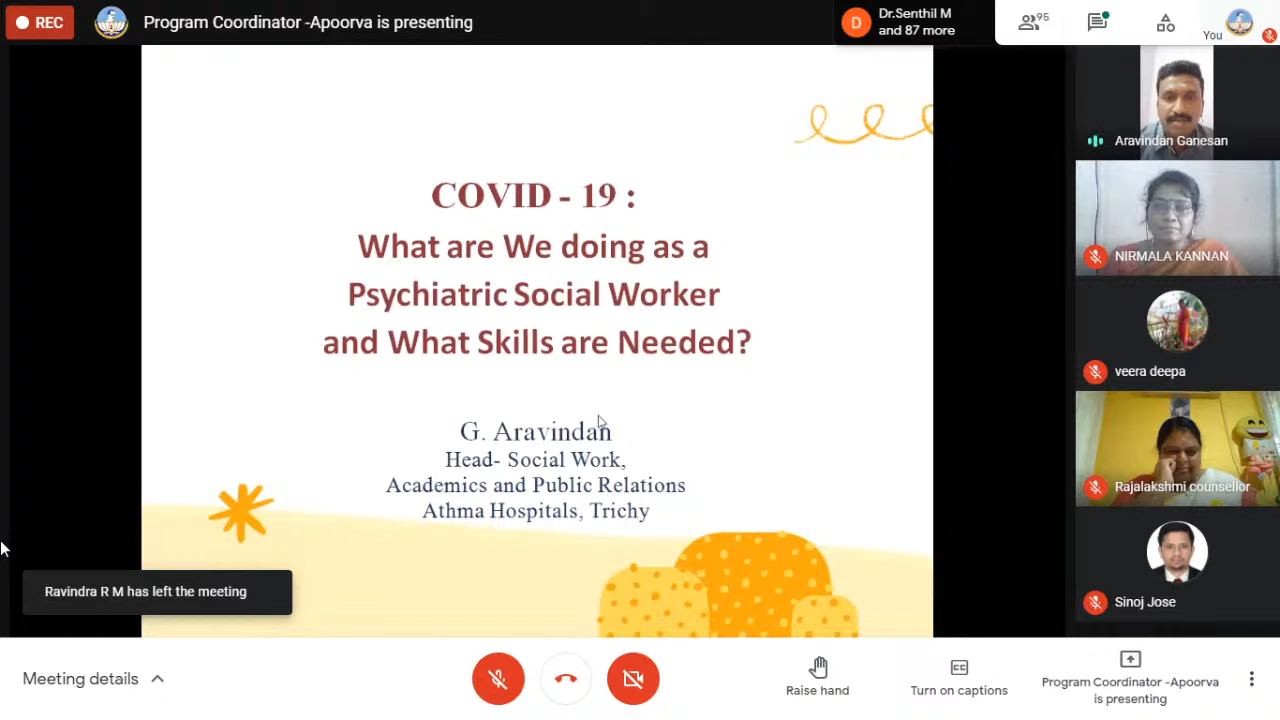 REC
Program Coordinator -Apoorva is presenting
D
Dr.Senthil M
and 87 more
95
You
Aravindan Ganesan
NIRMALA KANNAN
veera deepa
Rajalakshmi counsellor
Sinoj Jose
COVID - 19 :
What are We doing as a
Psychiatric Social Worker
and What Skills are Needed?
G. Aravindan
Head- Social Work,
Academics and Public Relations
Athma Hospitals, Trichy
Ravindra R M has left the meeting
Meeting details
Raise hand
CC
Turn on captions
Program Coordinator -Apoorva
is presenting